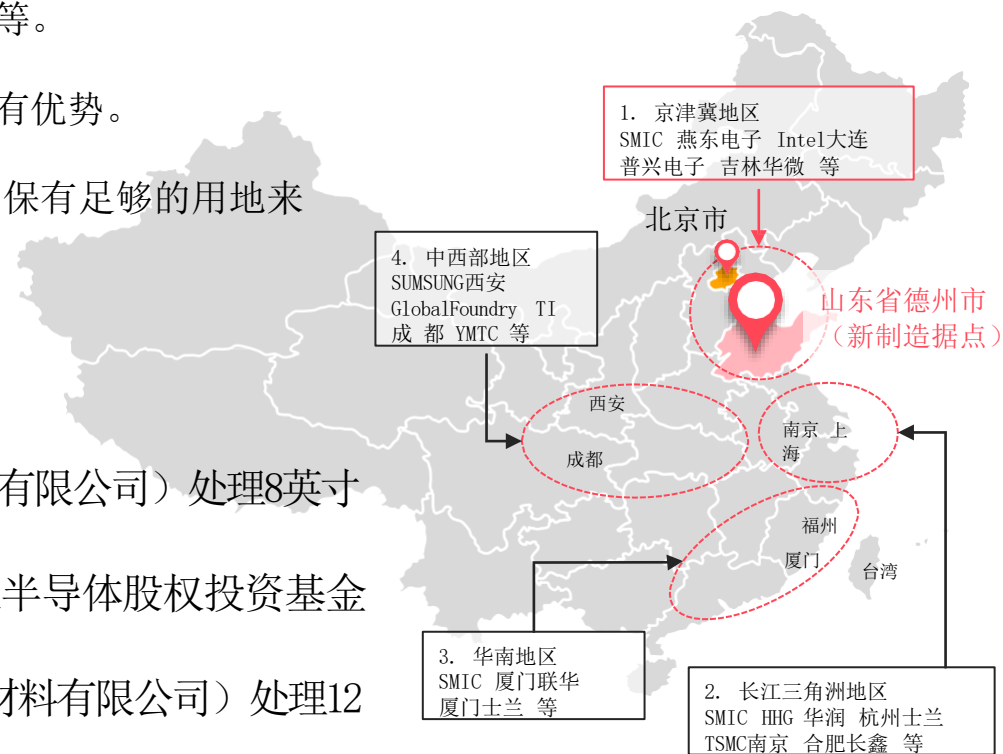 等。
有优势。
保有足够的用地来
有限公司）处理8英寸
半导体股权投资基金
材料有限公司）处理12
1. 京津冀地区
SMIC 燕东电子 Intel大连
普兴电子 吉林华微 等
北京市
4. 中西部地区
SUMSUNG西安
GlobalFoundry TI
成 都 YMTC 等
山东省德州市
（新制造据点）
西安
成都
南京 上
海
福州
厦门
台湾
3. 华南地区
SMIC 厦门联华
厦门士兰 等
2. 长江三角洲地区
SMIC HHG 华润 杭州士兰
TSMC南京 合肥长鑫 等